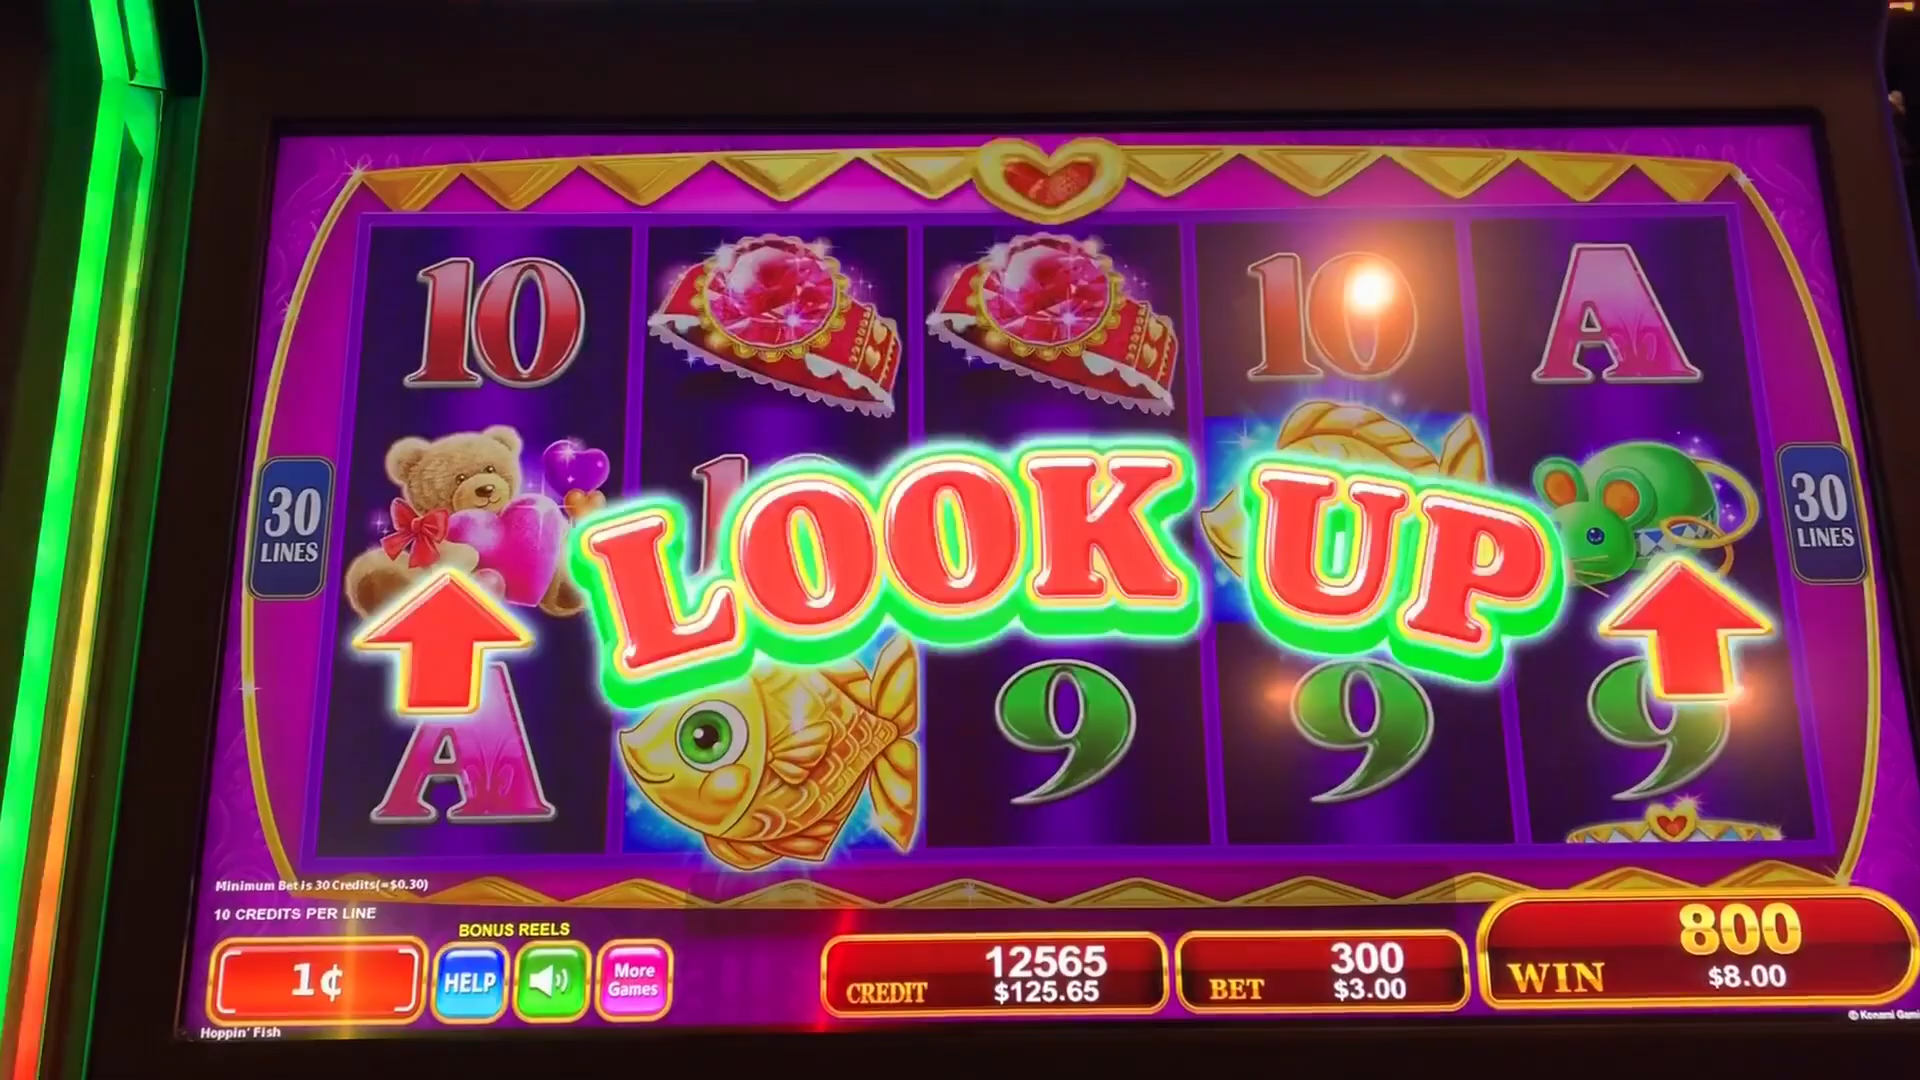 10
10
A
30
LINES
LOOK UP
30
LINES
A
9
9
9
Minimum Bet is 30 Credits(=$0.30)
10 CREDITS PER LINE
BONUS REELS
1¢
HELP
More
Games
CREDIT
12565
$125.65
BET
300
$3.00
WIN
800
$8.00
Hoppin' Fish
© Konami